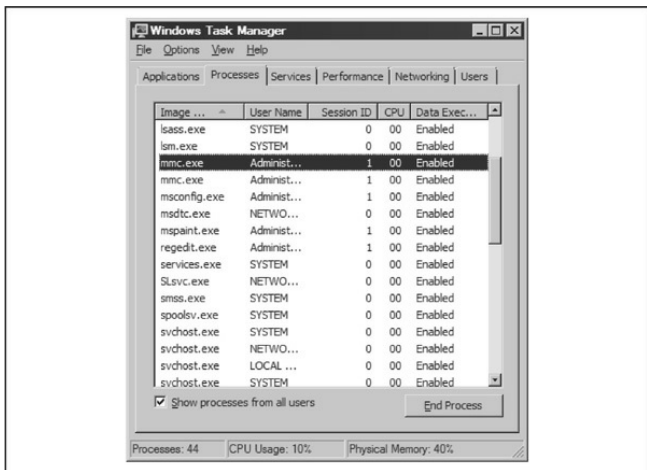 Windows Task Manager
File Options View Help
Applications Processes Services Performance Networking Users
Image ... User Name Session ID CPU Data Exec...
lsass.exe SYSTEM 0 00 Enabled
lsm.exe SYSTEM 0 00 Enabled
mmc.exe Administ... 1 00 Enabled
mmc.exe Administ... 1 00 Enabled
msconfig.exe Administ... 1 00 Enabled
msdtc.exe NETWO... 0 00 Enabled
mspaint.exe Administ... 1 00 Enabled
regedit.exe Administ... 1 00 Enabled
services.exe SYSTEM 0 00 Enabled
SLsvc.exe NETWO... 0 00 Enabled
smss.exe SYSTEM 0 00 Enabled
spoolsv.exe SYSTEM 0 00 Enabled
svchost.exe SYSTEM 0 00 Enabled
svchost.exe NETWO... 0 00 Enabled
svchost.exe LOCAL ... 0 00 Enabled
svchost.exe SYSTEM 0 00 Enabled
Show processes from all users
End Process
Processes: 44 CPU Usage: 10% Physical Memory: 40%